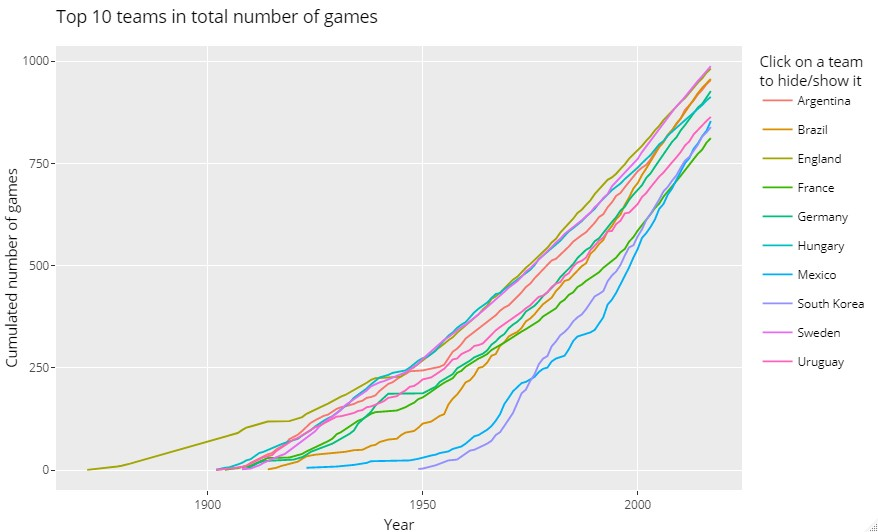 Top 10 teams in total number of games
Click on a team
to hide/show it
Argentina
Brazil
England
France
Germany
Hungary
Mexico
South Korea
Sweden
Uruguay
Cumulated number of games
1000
750
500
250
0
1900
1950
2000
Year